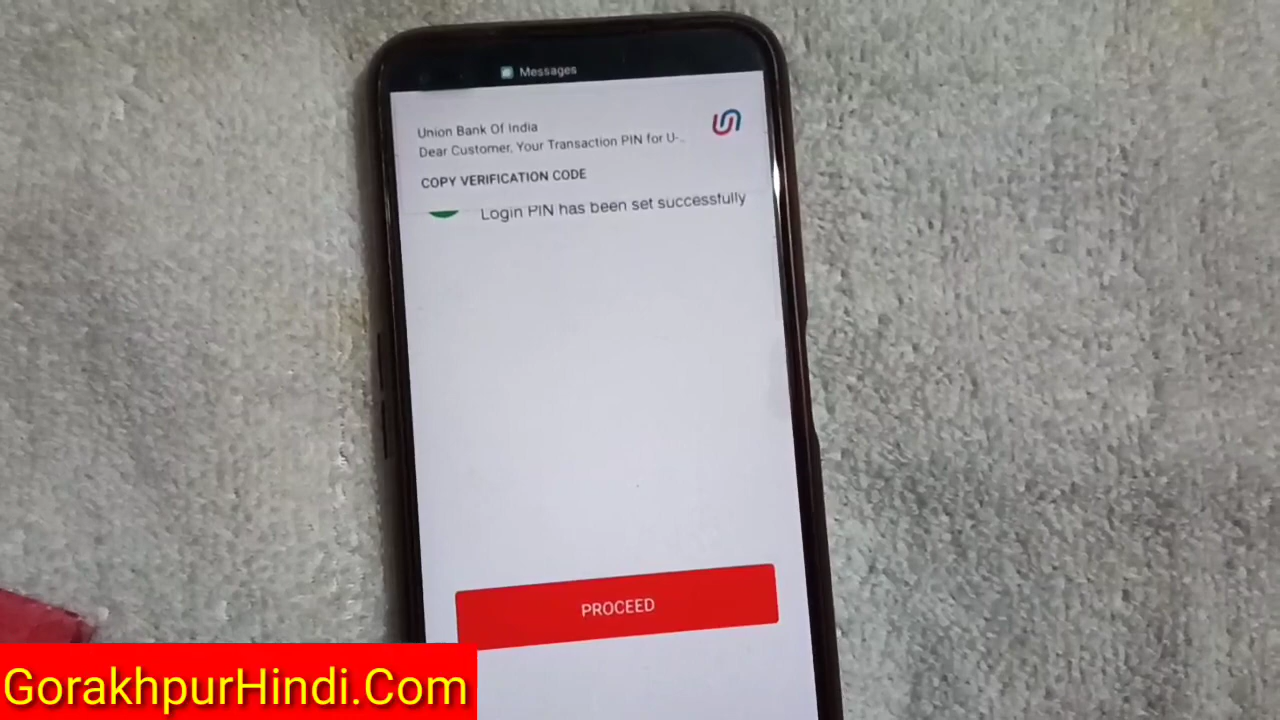 Messages
Union Bank Of India
Dear Customer, Your Transaction PIN for U-..
COPY VERIFICATION CODE
Login PIN has been set successfully
PROCEED
GorakhpurHindi.Com